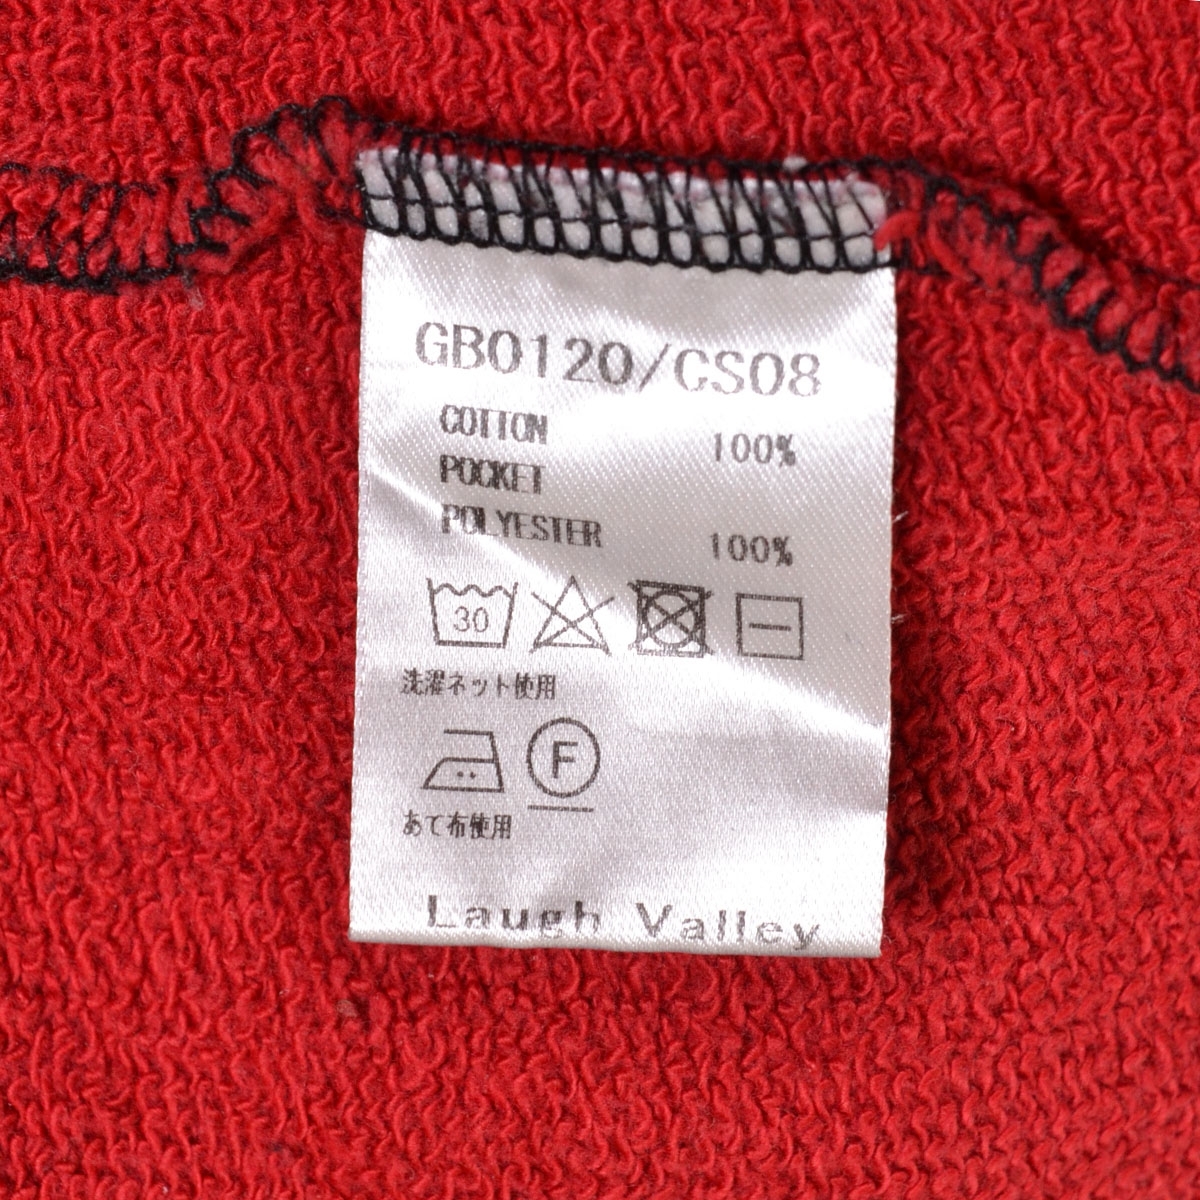 GB0120/CS08
COTTON 100%
POCKET
POLYESTER 100%
30
洗濯ネット使用
F
あて布使用
Laugh Valley